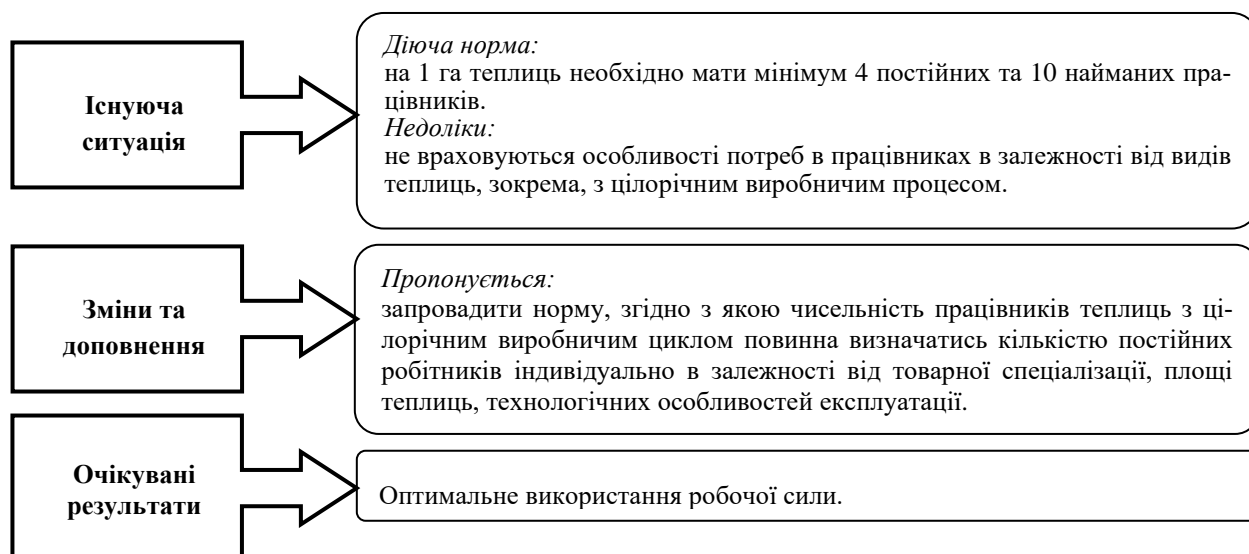 Існуюча
ситуація
Діюча норма:
на 1 га теплиць необхідно мати мінімум 4 постійних та 10 найманих пра-
цівників.
Недоліки:
не враховуються особливості потреб в працівниках в залежності від видів
теплиць, зокрема, з цілорічним виробничим процесом.
Зміни та
доповнення
Пропонується:
запровадити норму, згідно з якою чисельність працівників теплиць з ці-
лорічним виробничим циклом повинна визначатись кількістю постійних
робітників індивідуально в залежності від товарної спеціалізації, площі
теплиць, технологічних особливостей експлуатації.
Очікувані
результати
Оптимальне використання робочої сили.